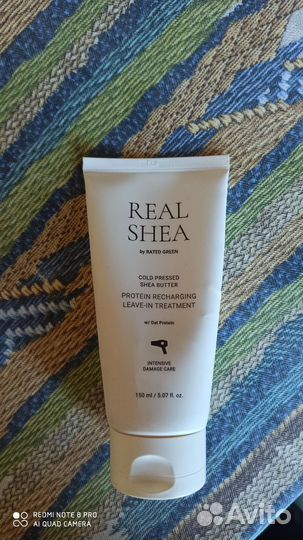 REAL
SHEA
by RATED GREEN
COLD PRESSED
SHEA BUTTER
PROTEIN RECHARGING
LEAVE-IN TREATMENT
w/ Oat Protein
INTENSIVE
DAMAGE CARE
150 ml / 5.07 fl. oz.
REDMI NOTE 8 PRO
AI QUAD CAMERA
Avito